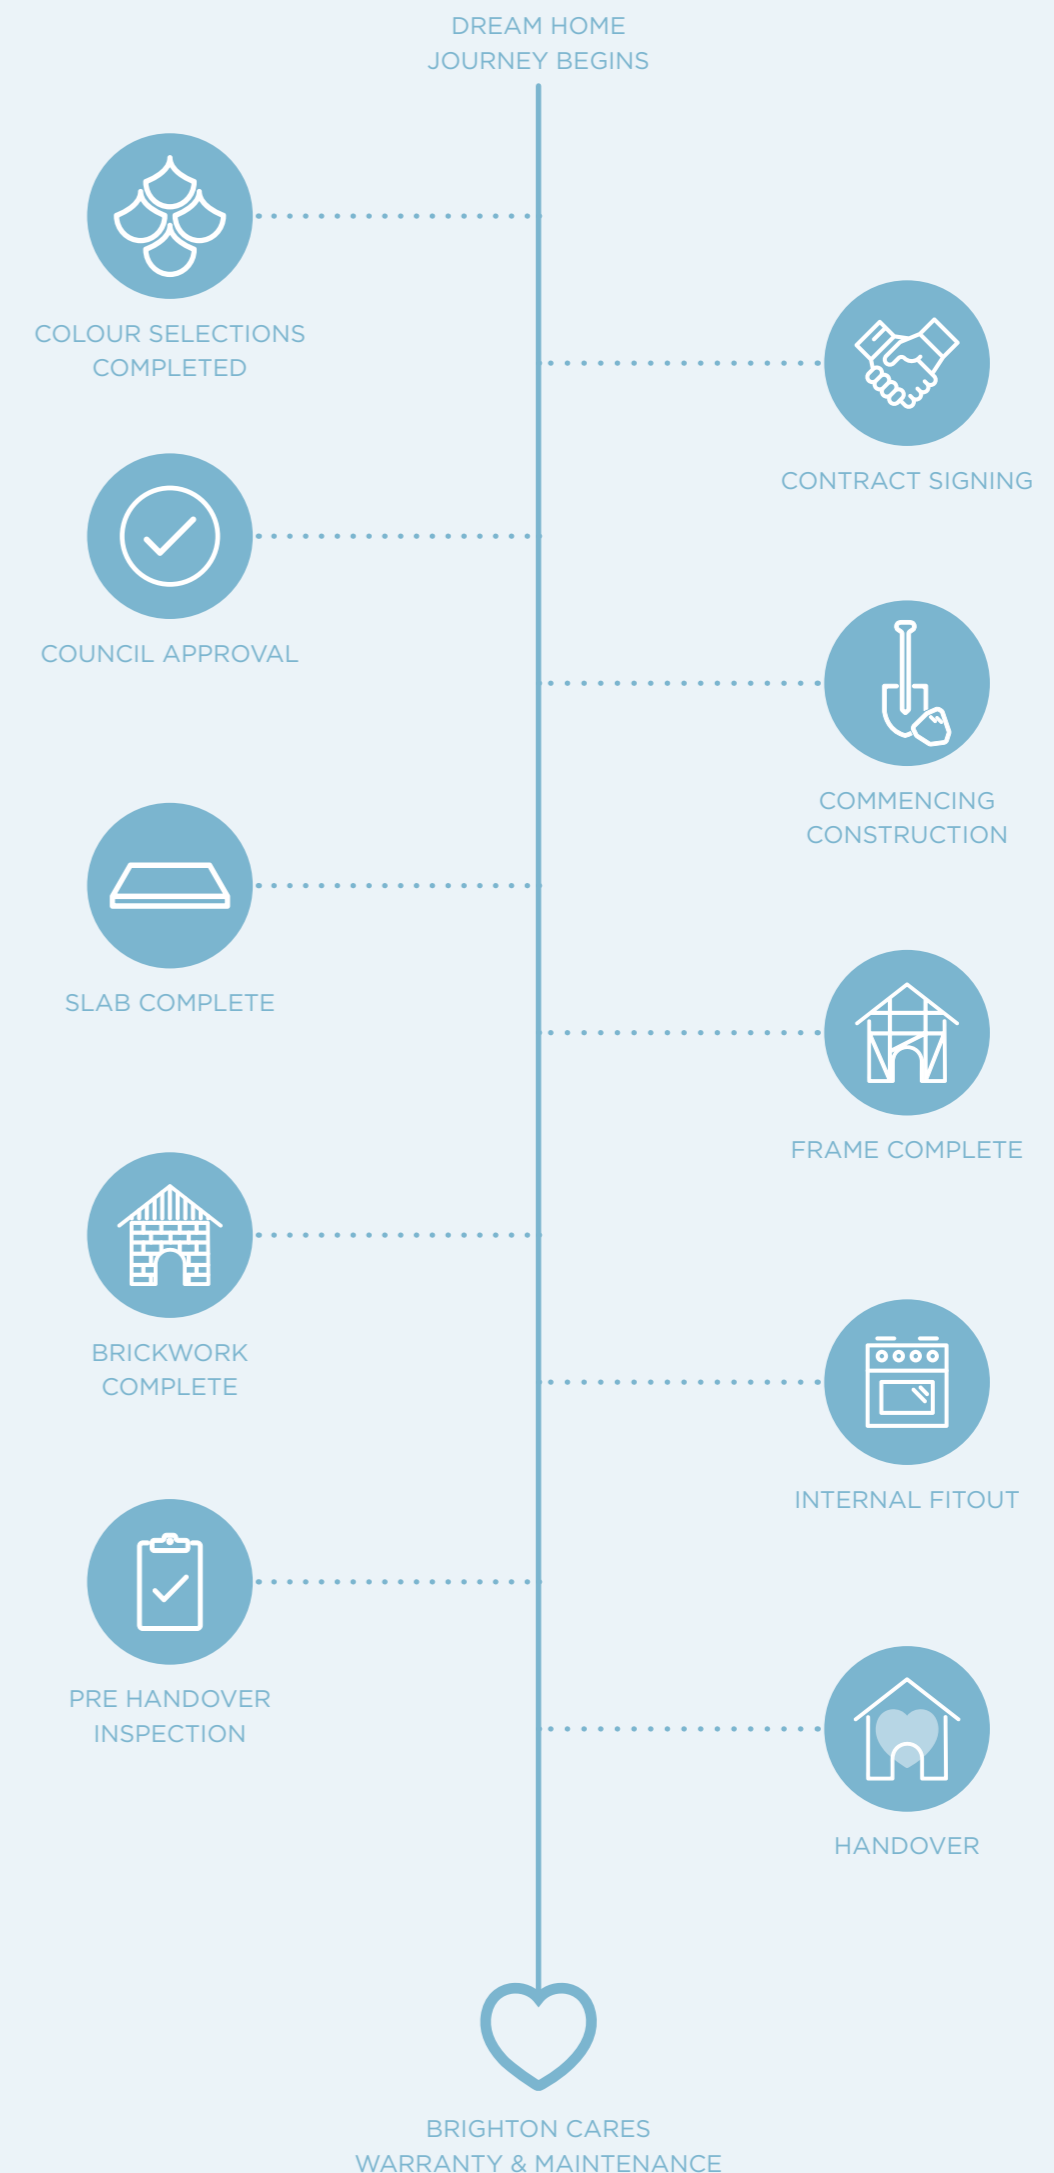 DREAM HOME
JOURNEY BEGINS
COLOUR SELECTIONS
COMPLETED
CONTRACT SIGNING
COUNCIL APPROVAL
COMMENCING
CONSTRUCTION
SLAB COMPLETE
FRAME COMPLETE
BRICKWORK
COMPLETE
INTERNAL FITOUT
PRE HANDOVER
INSPECTION
HANDOVER
BRIGHTON CARES
WARRANTY & MAINTENANCE